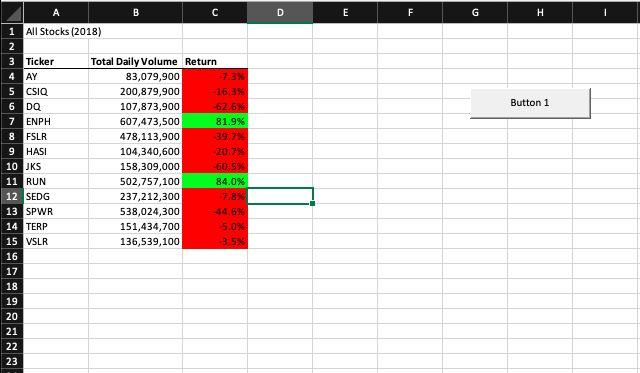 A B C D E F G H I
1 All Stocks (2018)
2
3 Ticker Total Daily Volume Return
4 AY 83,079,900 -7.3%
5 CSIQ 200,879,900 -16.3%
6 DQ 107,873,900 -62.6%
7 ENPH 607,473,500 81.9%
Button 1
8 FSLR 478,113,900 -39.7%
9 HASI 104,340,600 -20.7%
10 JKS 158,309,000 -60.5%
11 RUN 502,757,100 84.0%
12 SEDG 237,212,300 -7.8%
13 SPWR 538,024,300 -44.6%
14 TERP 151,434,700 -5.0%
15 VSLR 136,539,100 -3.5%
16
17
18
19
20
21
22
23